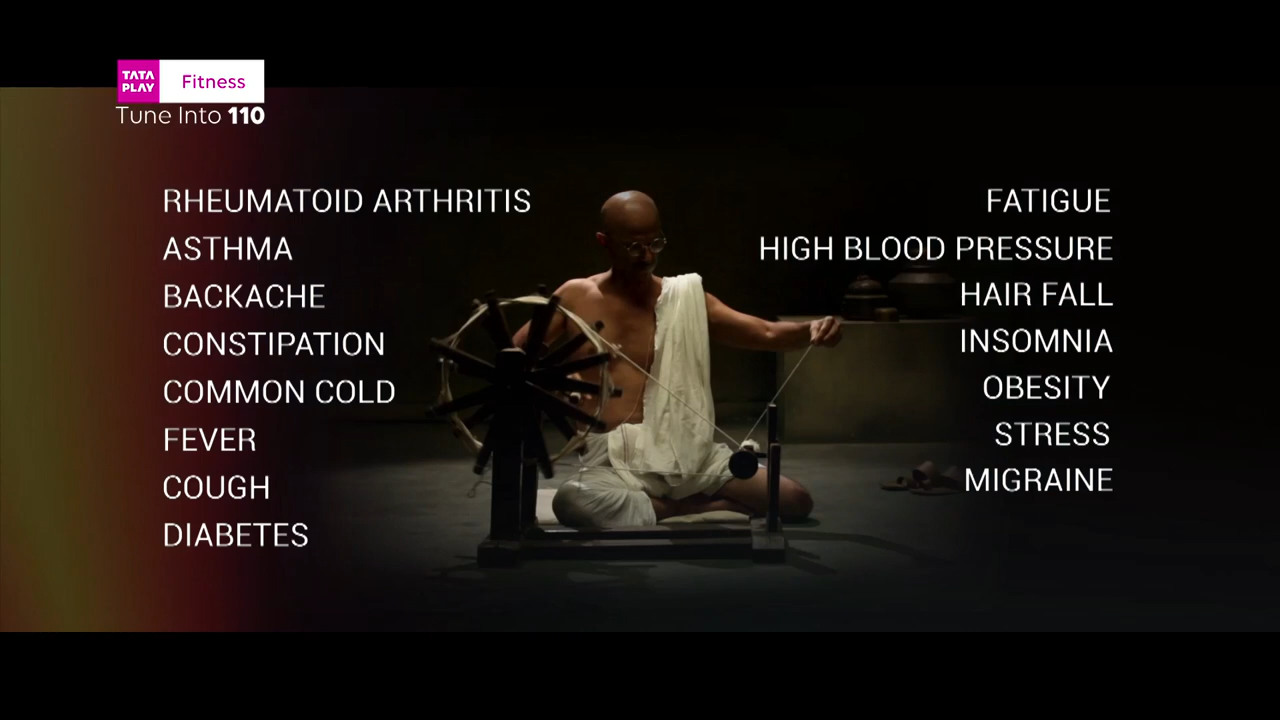 TATA
PLAY
Fitness
Tune Into 110
RHEUMATOID ARTHRITIS
ASTHMA
BACKACHE
CONSTIPATION
COMMON COLD
FEVER
COUGH
DIABETES
FATIGUE
HIGH BLOOD PRESSURE
HAIR FALL
INSOMNIA
OBESITY
STRESS
MIGRAINE